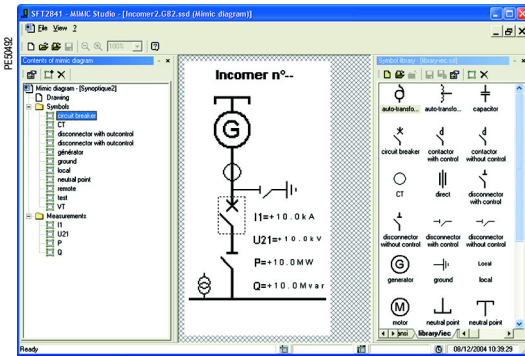 PE50492
SFT2841 - MIMIC Studio - [Incomer2.G82.ssd (Mimic diagram)]
File View ?
100%
Contents of mimic diagram
Mimic diagram - [Synoptique2]
Drawing
Symbols
circuit breaker
CT
disconnector with outcontrol
disconnector with outcontrol
générator
ground
local
neutral point
remote
test
VT
Measurements
I1
U21
P
Q
Incomer n°--
G
I1=+10.0kA
U21=+10.0kV
P=+10.0MW
Q=+10.0Mvar
Symbol library - [library-iec.sdl]
auto-transfo... auto-transfo... capacitor
circuit breaker contactor with control contactor without control
CT direct disconnector with control
disconnector without control disconnector with control disconnector without control
G Local
generator ground local
M
motor neutral point neutral point
ansi library/iec
Ready
08/12/2004 10:39:29